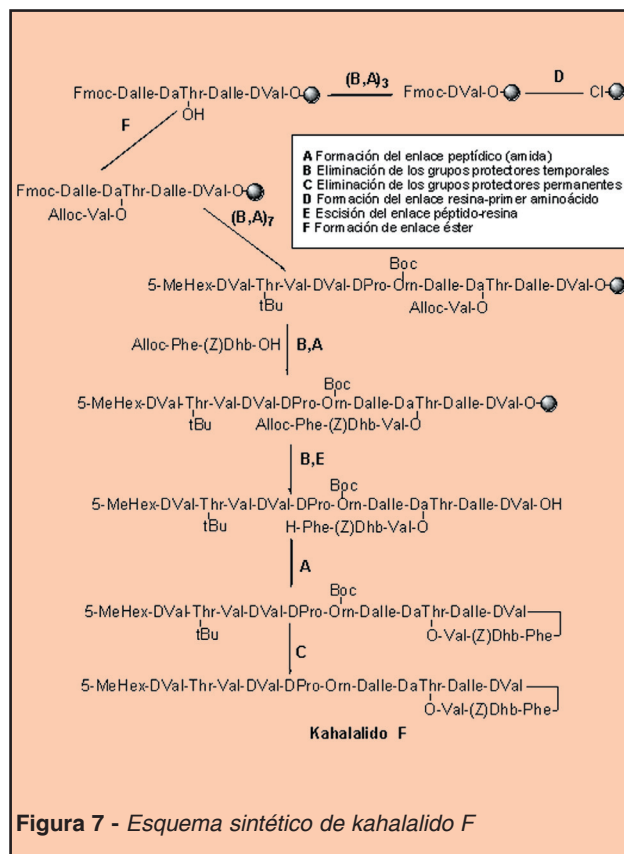 (B,A)3 D
Fmoc-Dalle-DaThr-Dalle-DVal-O Fmoc-DVal-O Cl
OH
F
A Formación del enlace peptídico (amida)
B Eliminación de los grupos protectores temporales
C Eliminación de los grupos protectores permanentes
D Formación del enlace resina-primer aminoácido
E Escisión del enlace péptido-resina
F Formación de enlace éster
Fmoc-Dalle-DaThr-Dalle-DVal-O
Alloc-Val-O
(B,A)7
Boc
5-MeHex-DVal-Thr-Val-DVal-DPro-Orn-Dalle-DaThr-Dalle-DVal-O
tBu Alloc-Val-O
Alloc-Phe-(Z)Dhb-OH B,A
Boc
5-MeHex-DVal-Thr-Val-DVal-DPro-Orn-Dalle-DaThr-Dalle-DVal-O
tBu Alloc-Phe-(Z)Dhb-Val-O
B,E
Boc
5-MeHex-DVal-Thr-Val-DVal-DPro-Orn-Dalle-DaThr-Dalle-DVal-OH
tBu H-Phe-(Z)Dhb-Val-O
A
Boc
5-MeHex-DVal-Thr-Val-DVal-DPro-Orn-Dalle-DaThr-Dalle-DVal
tBu O-Val-(Z)Dhb-Phe
C
5-MeHex-DVal-Thr-Val-DVal-DPro-Orn-Dalle-DaThr-Dalle-DVal
O-Val-(Z)Dhb-Phe
Kahalalido F
Figura 7 - Esquema sintético de kahalalido F